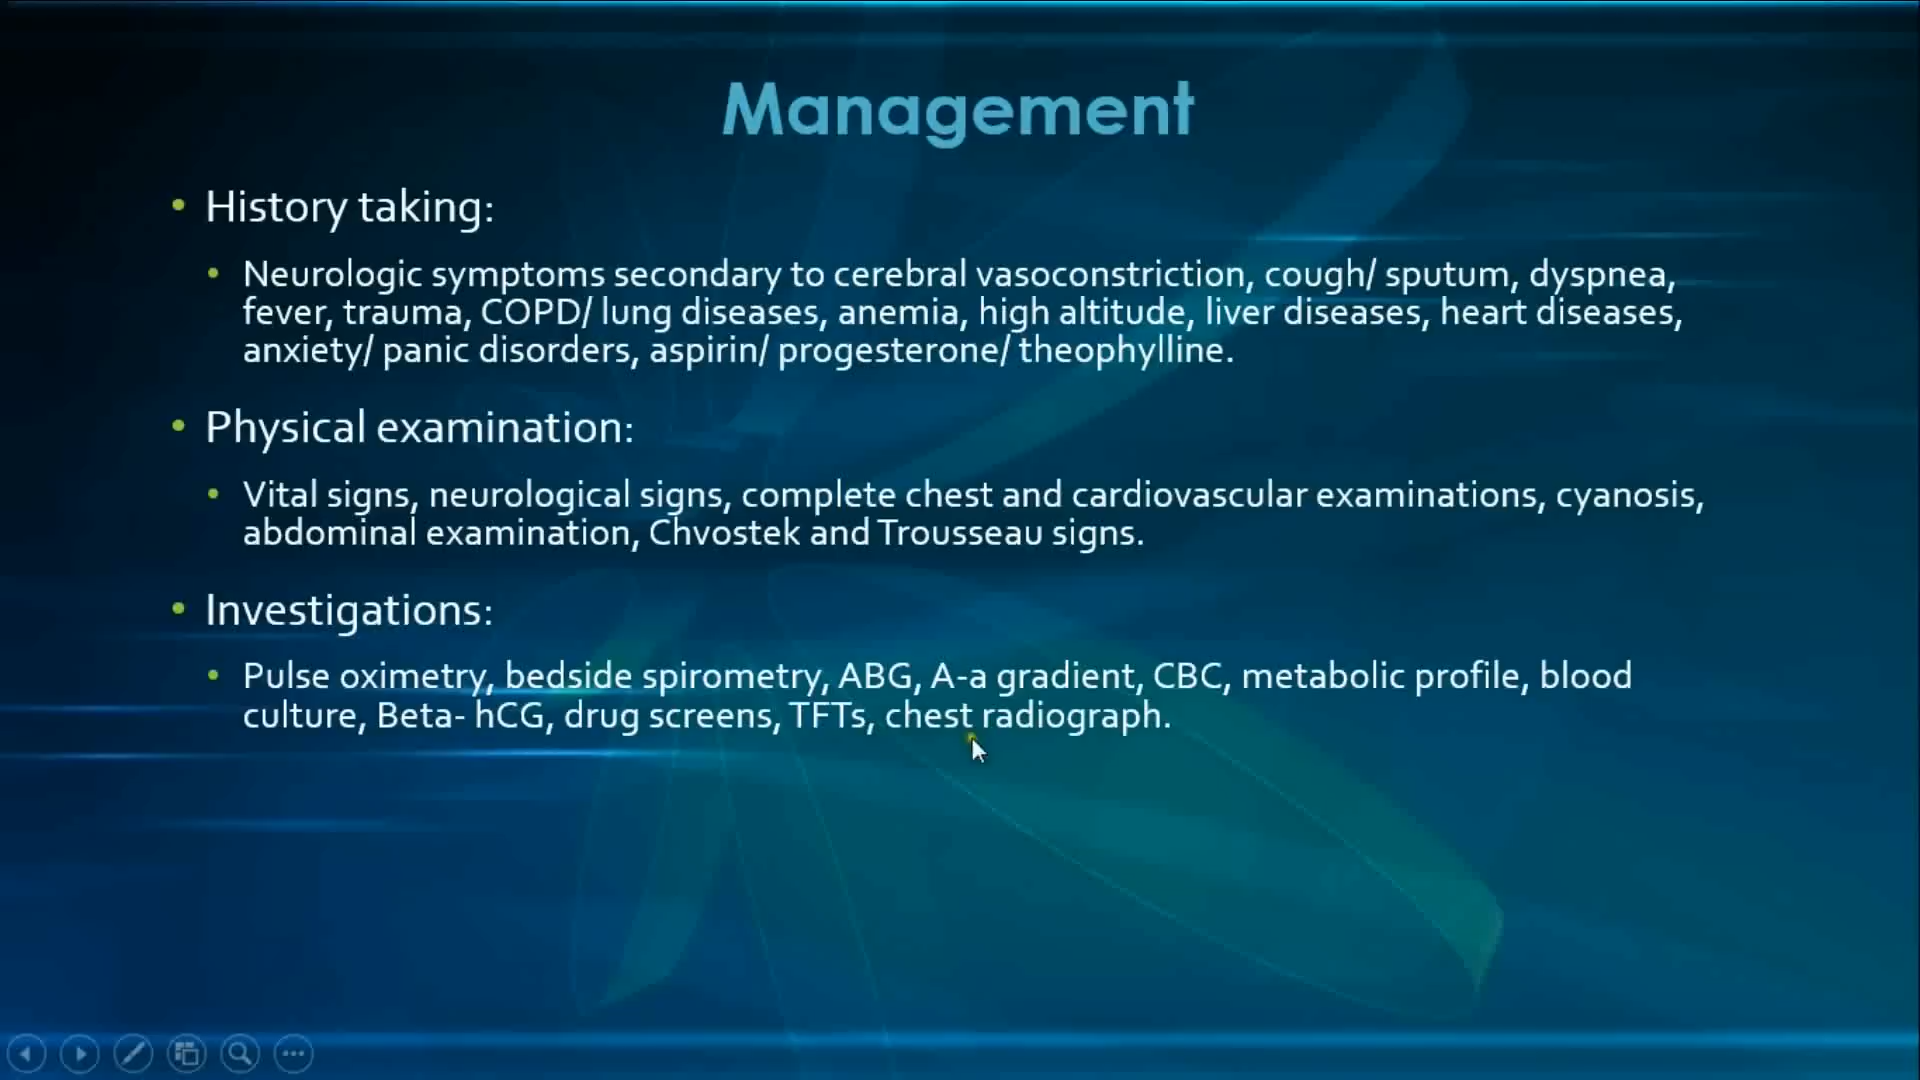 Management
• History taking:
• Neurologic symptoms secondary to cerebral vasoconstriction, cough/ sputum, dyspnea,
fever, trauma, COPD/ lung diseases, anemia, high altitude, liver diseases, heart diseases,
anxiety/ panic disorders, aspirin/ progesterone/ theophylline.
• Physical examination:
• Vital signs, neurological signs, complete chest and cardiovascular examinations, cyanosis,
abdominal examination, Chvostek and Trousseau signs.
• Investigations:
• Pulse oximetry, bedside spirometry, ABG, A-a gradient, CBC, metabolic profile, blood
culture, Beta- hCG, drug screens, TFTs, chest radiograph.